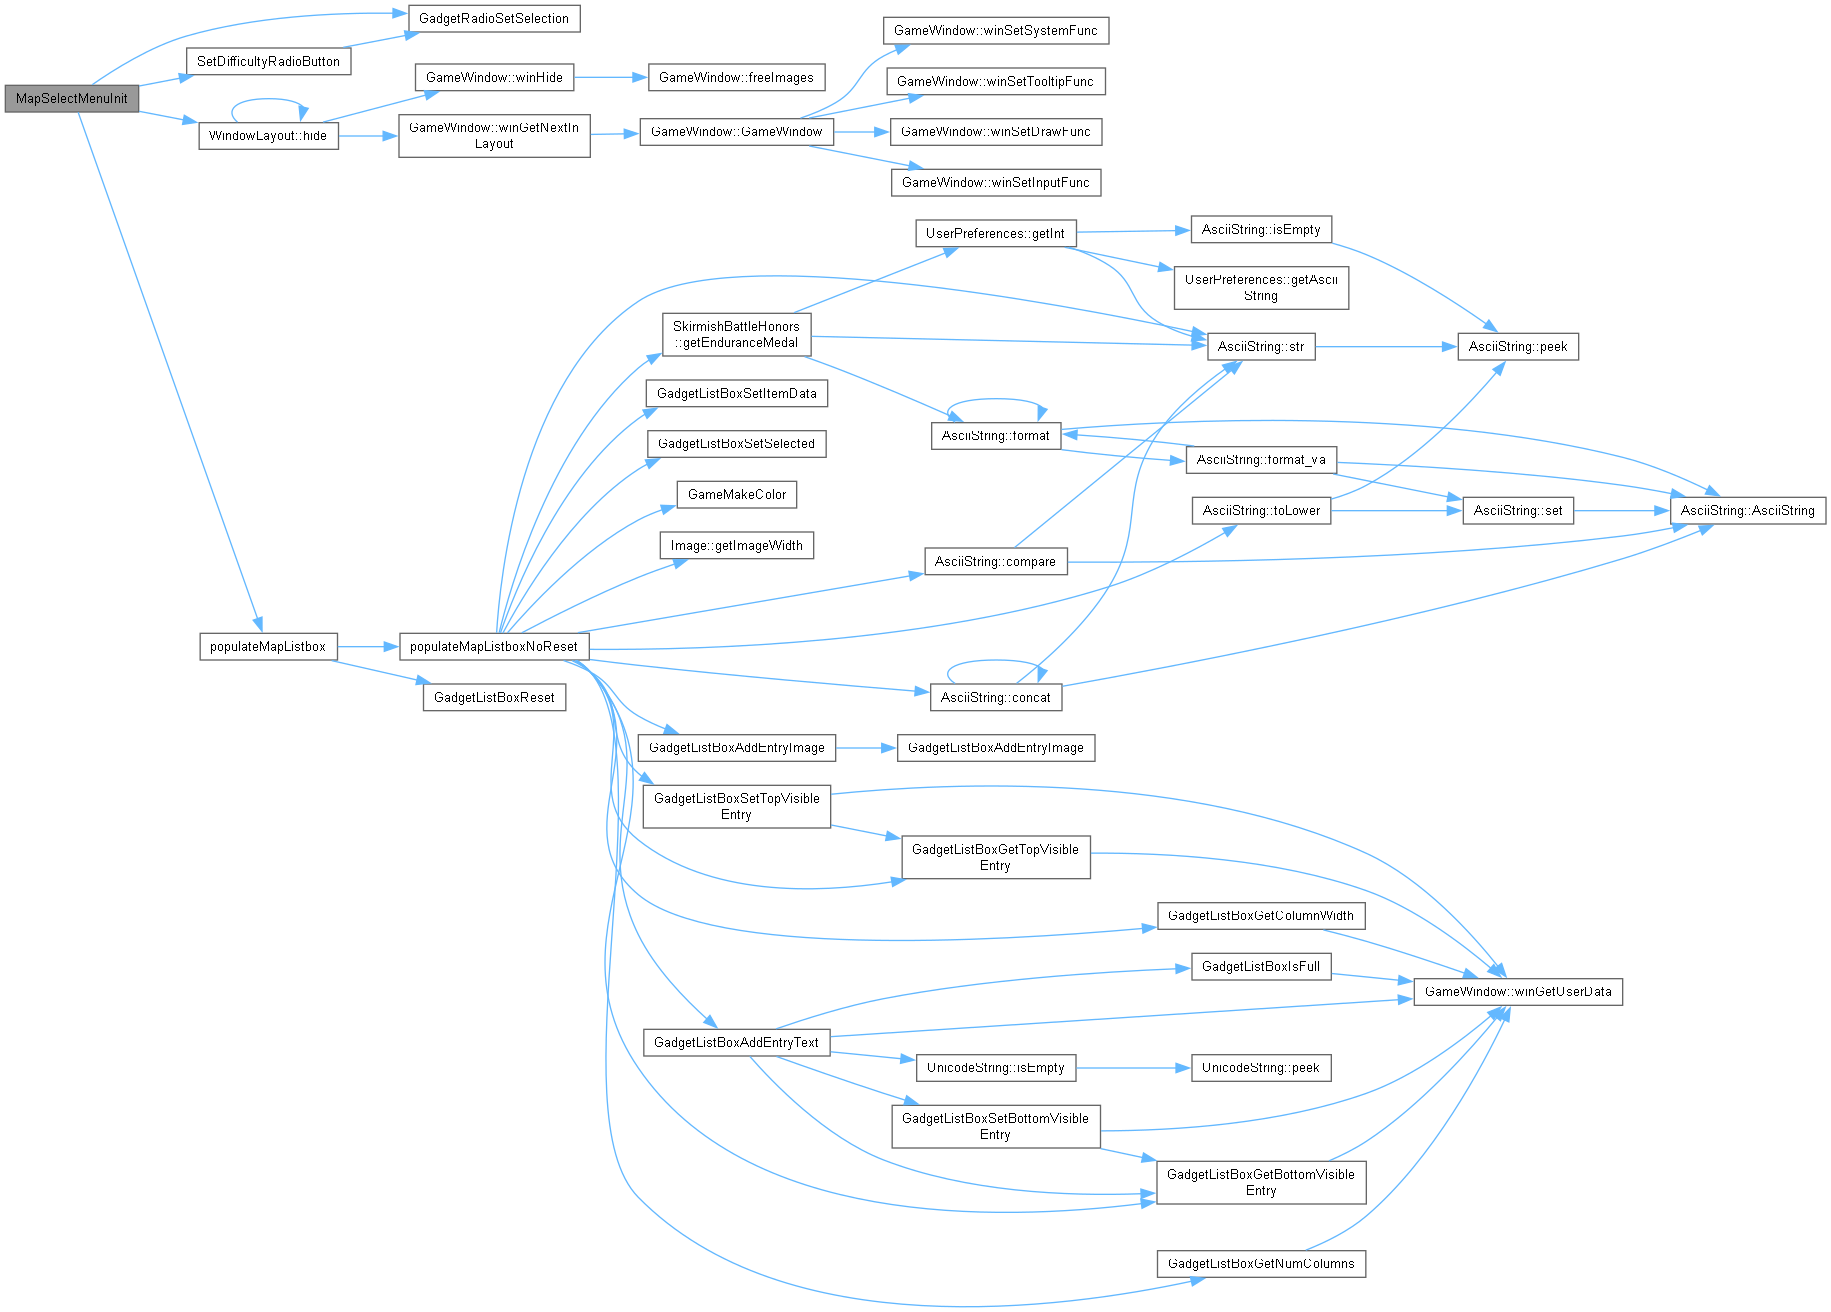 GadgetRadioSetSelection
GameWindow::winSetSystemFunc
SetDifficultyRadioButton
GameWindow::winHide
GameWindow::freeImages
GameWindow::winSetTooltipFunc
MapSelectMenuInit
WindowLayout::hide
GameWindow::winGetNextIn
Layout
GameWindow::GameWindow
GameWindow::winSetDrawFunc
GameWindow::winSetInputFunc
UserPreferences::getInt
AsciiString::isEmpty
UserPreferences::getAscii
String
SkirmishBattleHonors
::getEnduranceMedal
AsciiString::str
AsciiString::peek
GadgetListBoxSetItemData
AsciiString::format
GadgetListBoxSetSelected
AsciiString::format_va
GameMakeColor
AsciiString::toLower
AsciiString::set
AsciiString::AsciiString
Image::getImageWidth
AsciiString::compare
populateMapListbox
populateMapListboxNoReset
GadgetListBoxReset
AsciiString::concat
GadgetListBoxAddEntryImage
GadgetListBoxAddEntryImage
GadgetListBoxSetTopVisible
Entry
GadgetListBoxGetTopVisible
Entry
GadgetListBoxGetColumnWidth
GadgetListBoxIsFull
GameWindow::winGetUserData
GadgetListBoxAddEntryText
UnicodeString::isEmpty
UnicodeString::peek
GadgetListBoxSetBottomVisible
Entry
GadgetListBoxGetBottomVisible
Entry
GadgetListBoxGetNumColumns